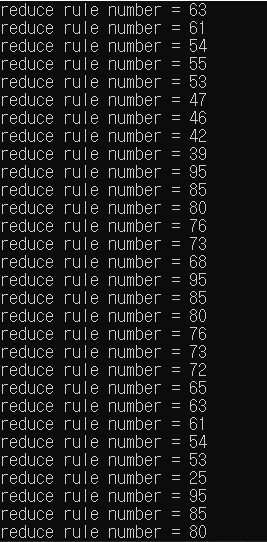 reduce rule number = 63
reduce rule number = 61
reduce rule number = 54
reduce rule number = 55
reduce rule number = 53
reduce rule number = 47
reduce rule number = 46
reduce rule number = 42
reduce rule number = 39
reduce rule number = 95
reduce rule number = 85
reduce rule number = 80
reduce rule number = 76
reduce rule number = 73
reduce rule number = 68
reduce rule number = 95
reduce rule number = 85
reduce rule number = 80
reduce rule number = 76
reduce rule number = 73
reduce rule number = 72
reduce rule number = 65
reduce rule number = 63
reduce rule number = 61
reduce rule number = 54
reduce rule number = 53
reduce rule number = 25
reduce rule number = 95
reduce rule number = 85
reduce rule number = 80